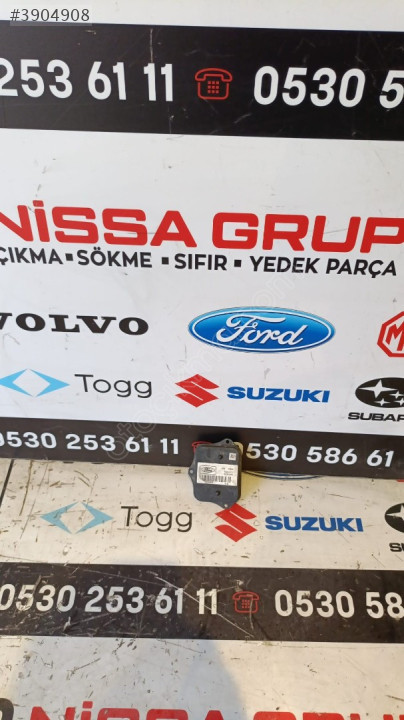 #3904908
253 61 11 ☎ 0530 5
NİSSA GRUP
ÇIKMA ▪ SÖKME ▪ SIFIR ▪ YEDEK PARÇA
VOLVO Ford MG
Togg SUZUKI SUBAR
0530 253 61 11 530 586 61
Togg SUZUKI
0530 253 61 11 ☎ 0530 58